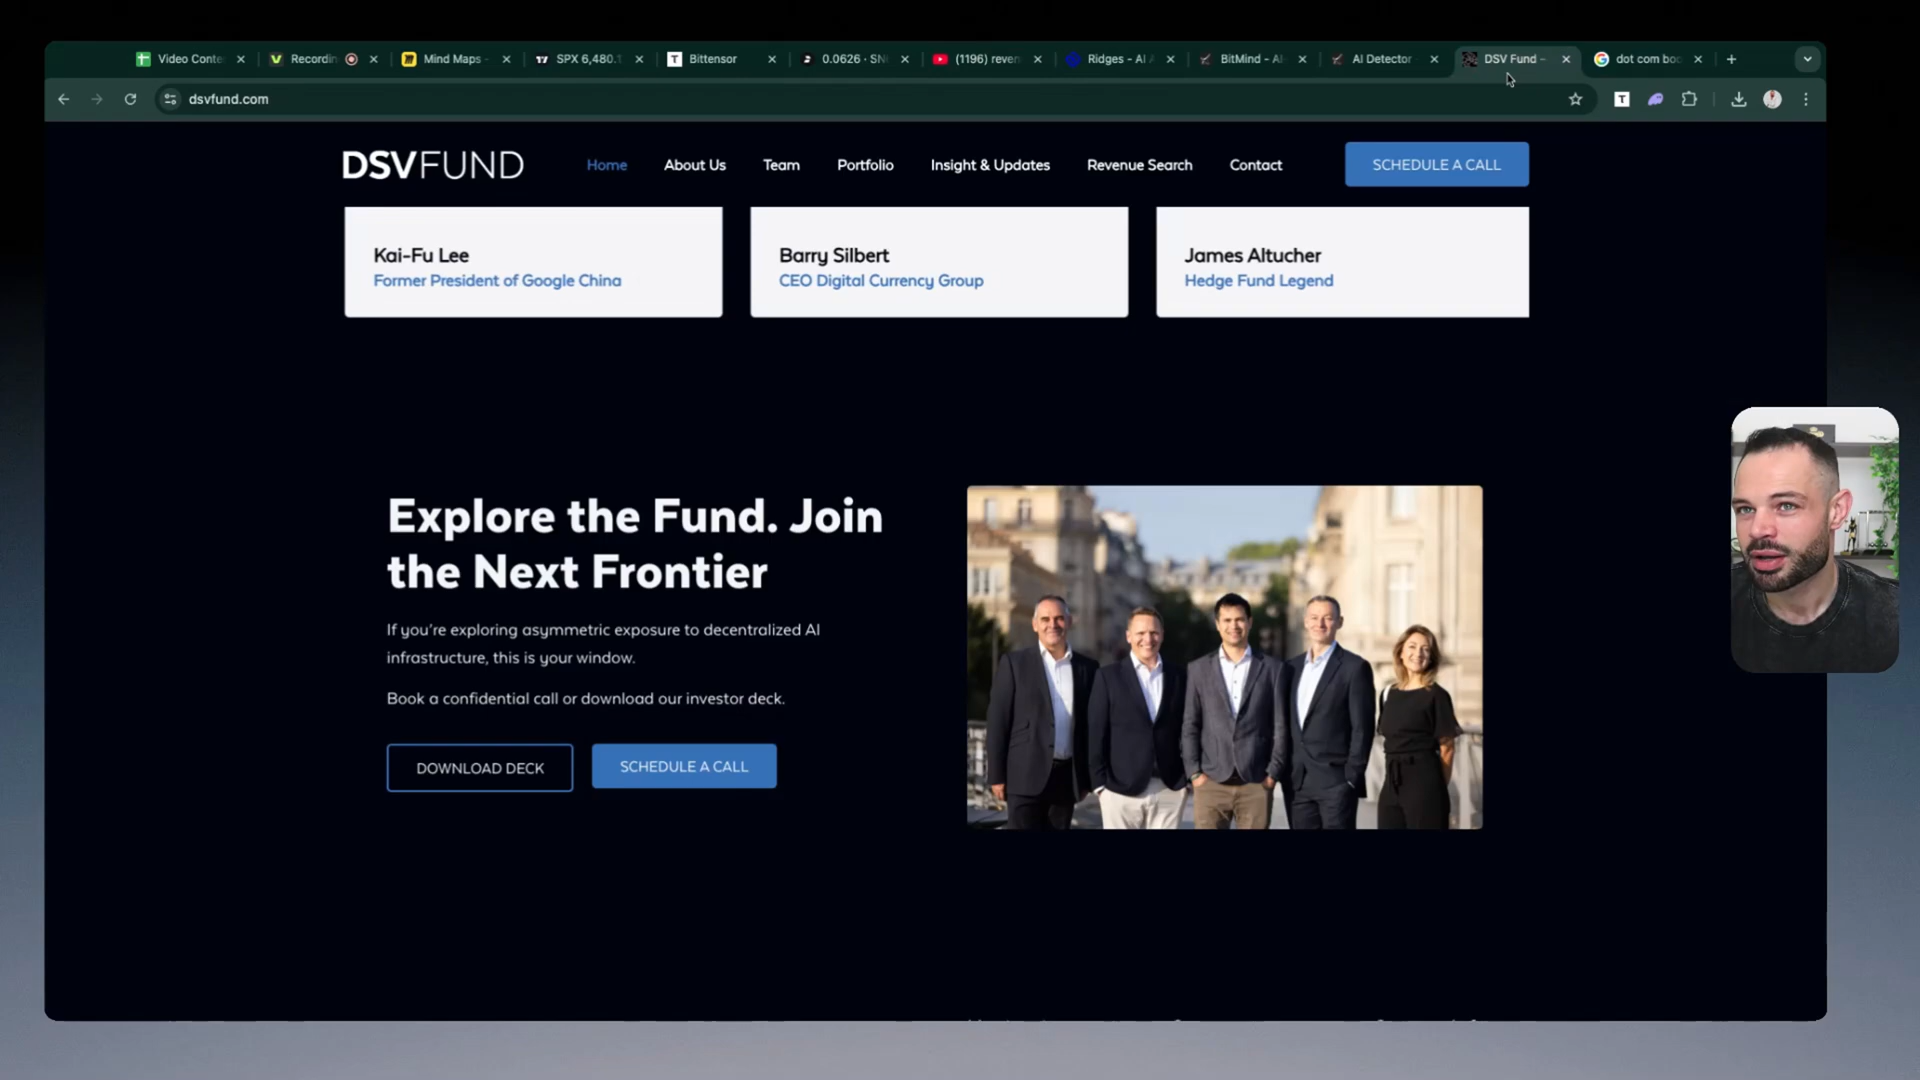 Video Conte
Recordin
Mind Maps -
SPX 6,480.1
Bittensor
0.0626 · SN
(1196) reven
Ridges - AI A
BitMind - AI-
AI Detector
DSV Fund –
dot com boo
dsvfund.com
DSVFUND
Home
About Us
Team
Portfolio
Insight & Updates
Revenue Search
Contact
SCHEDULE A CALL
Kai-Fu Lee
Former President of Google China
Barry Silbert
CEO Digital Currency Group
James Altucher
Hedge Fund Legend
Explore the Fund. Join
the Next Frontier
If you're exploring asymmetric exposure to decentralized AI
infrastructure, this is your window.
Book a confidential call or download our investor deck.
DOWNLOAD DECK
SCHEDULE A CALL